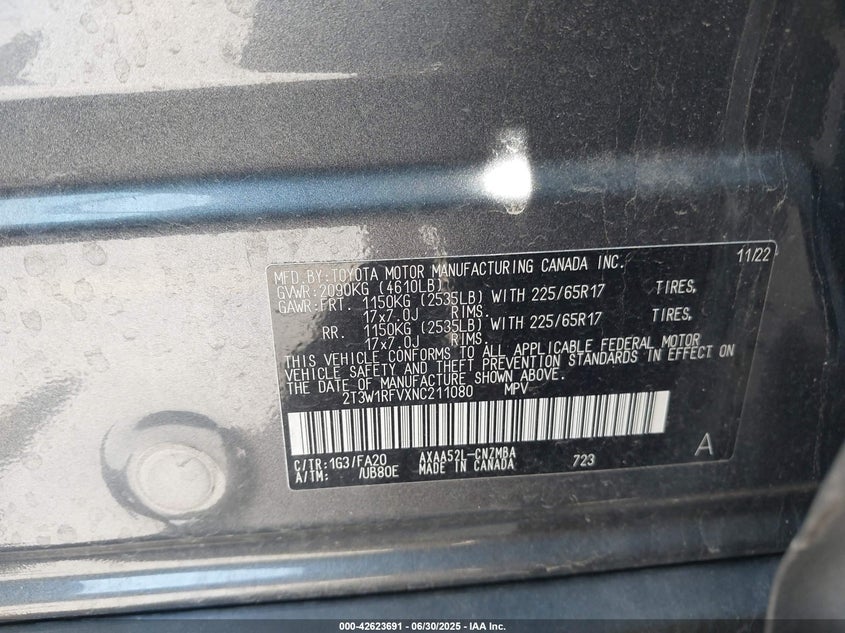 MFD.BY:TOYOTA MOTOR MANUFACTURING CANADA INC. 11/22
GVWR:2090KG (4610LB)
GAWR:FRT. 1150KG (2535LB) WITH 225/65R17 TIRES,
17x7.0J RIMS.
RR. 1150KG (2535LB) WITH 225/65R17 TIRES,
17x7.0J RIMS.
THIS VEHICLE CONFORMS TO ALL APPLICABLE FEDERAL MOTOR
VEHICLE SAFETY AND THEFT PREVENTION STANDARDS IN EFFECT ON
THE DATE OF MANUFACTURE SHOWN ABOVE.
2T3W1RFVXNC211080 MPV
C/TR:1G3/FA20 AXAA52L-CNZMBA 723 A
A/TM: /UB80E MADE IN CANADA
000-42623691 - 06/30/2025 - IAA Inc.